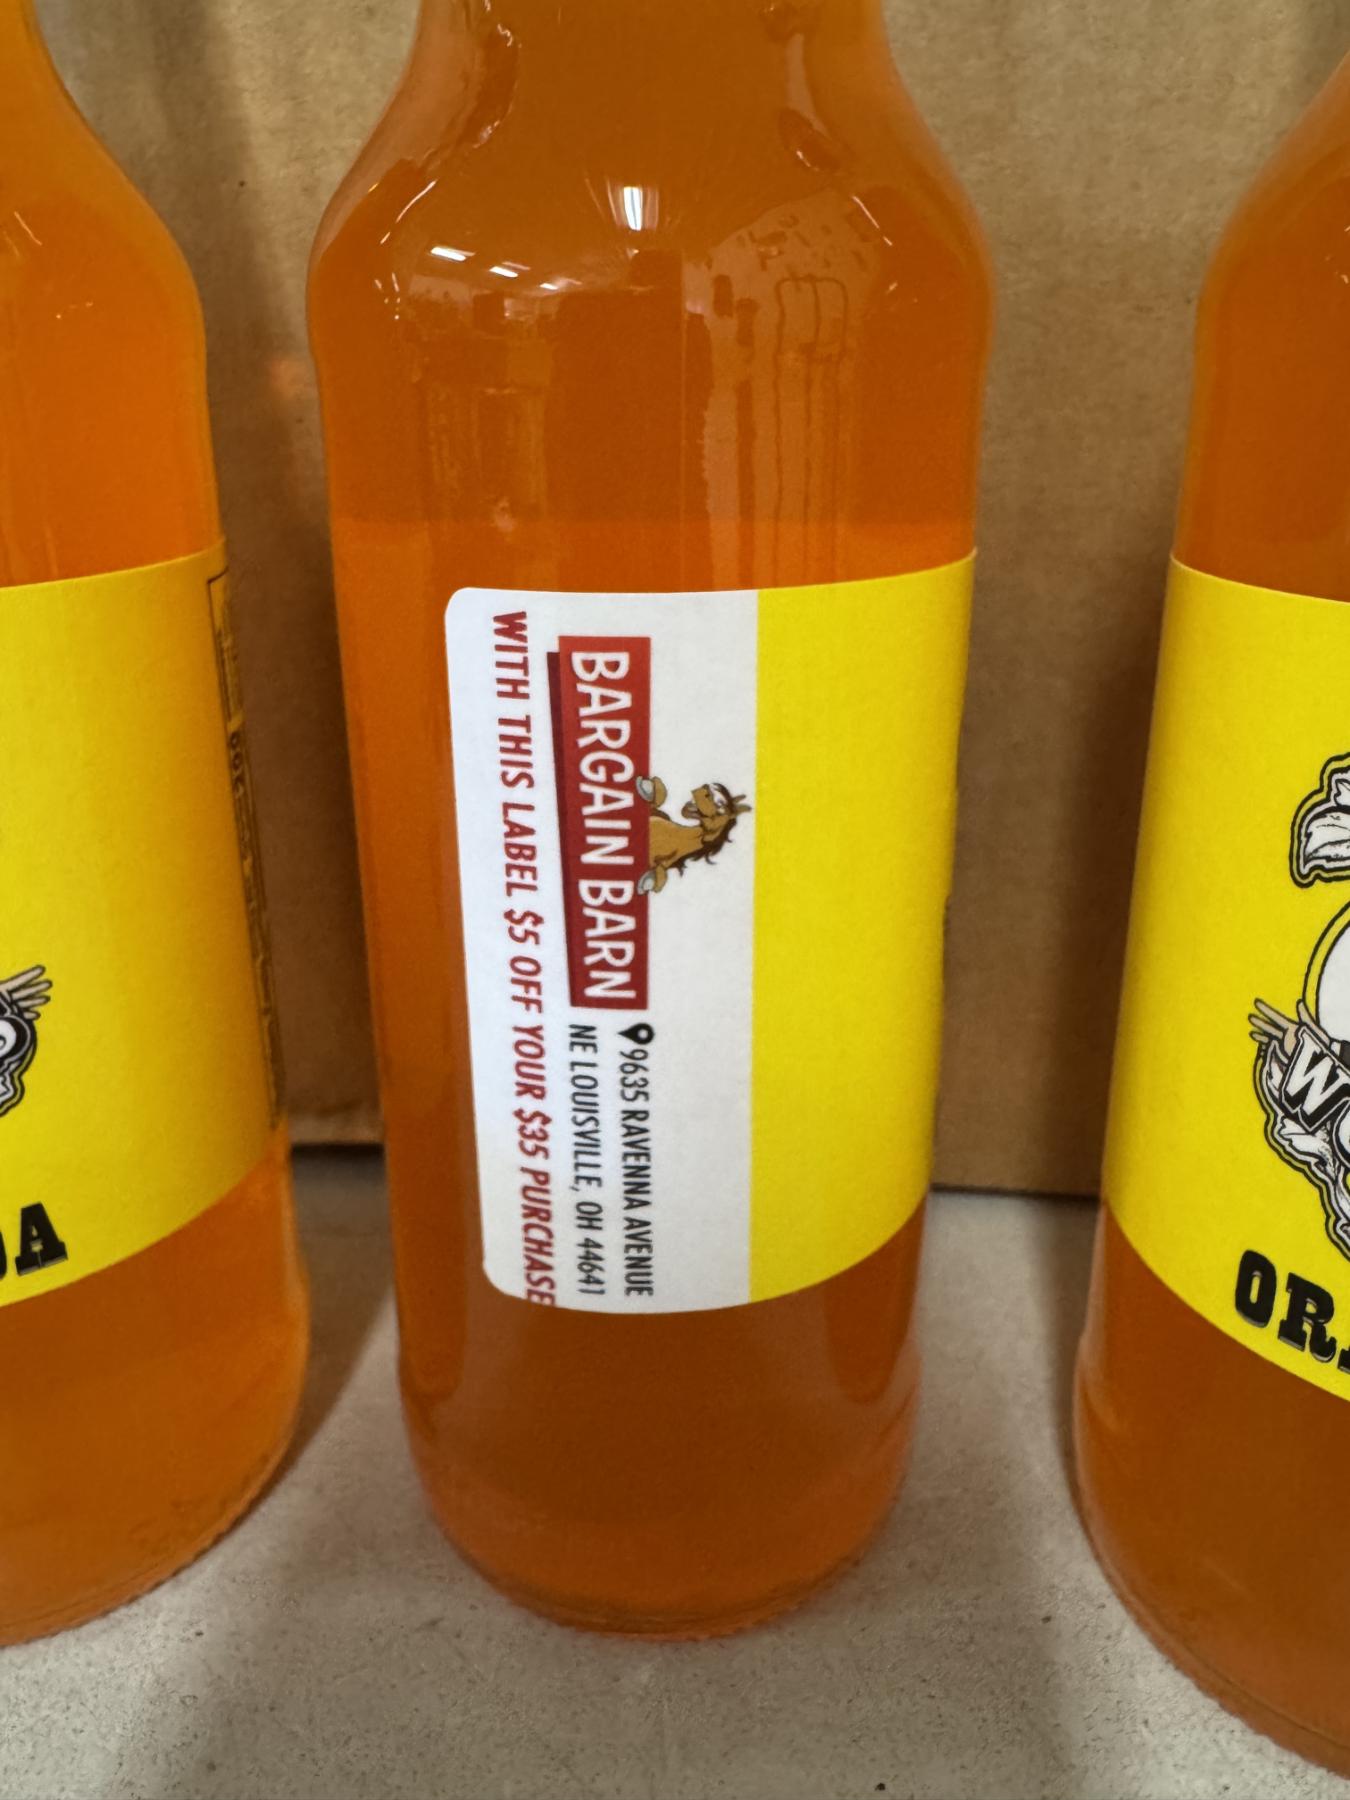 BARGAIN BARN
9635 RAVENNA AVENUE
NE LOUISVILLE, OH 44641
WITH THIS LABEL $5 OFF YOUR $35 PURCHASE